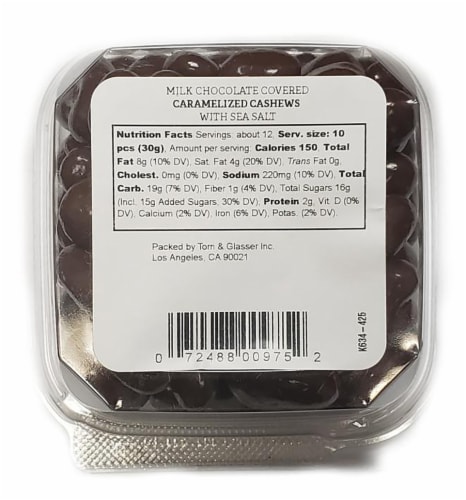 MILK CHOCOLATE COVERED
CARAMELIZED CASHEWS
WITH SEA SALT
Nutrition Facts Servings: about 12, Serv. size: 10
pcs (30g), Amount per serving: Calories 150, Total
Fat 8g (10% DV), Sat. Fat 4g (20% DV), Trans Fat 0g,
Cholest. 0mg (0% DV), Sodium 220mg (10% DV), Total
Carb. 19g (7% DV), Fiber 1g (4% DV), Total Sugars 16g
(Incl. 15g Added Sugars, 30% DV), Protein 2g, Vit. D (0%
DV), Calcium (2% DV), Iron (6% DV), Potas. (2% DV).
Packed by Torn & Glasser Inc.
Los Angeles, CA 90021
0 72488 00975 2
K634-425